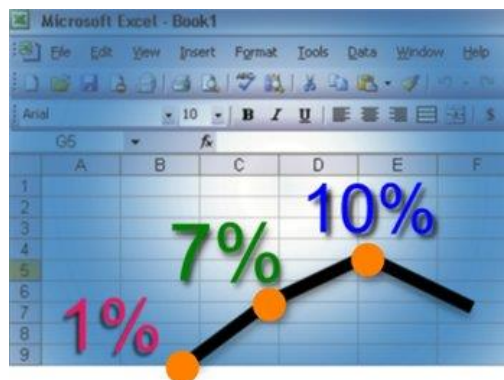 Microsoft Excel - Book1
File Edit View Insert Format Tools Data Window Help
Arial 10 B I U $
G5 fx
A B C D E F
1
2
3
4
5
6
7
8
9
10%
7%
1%